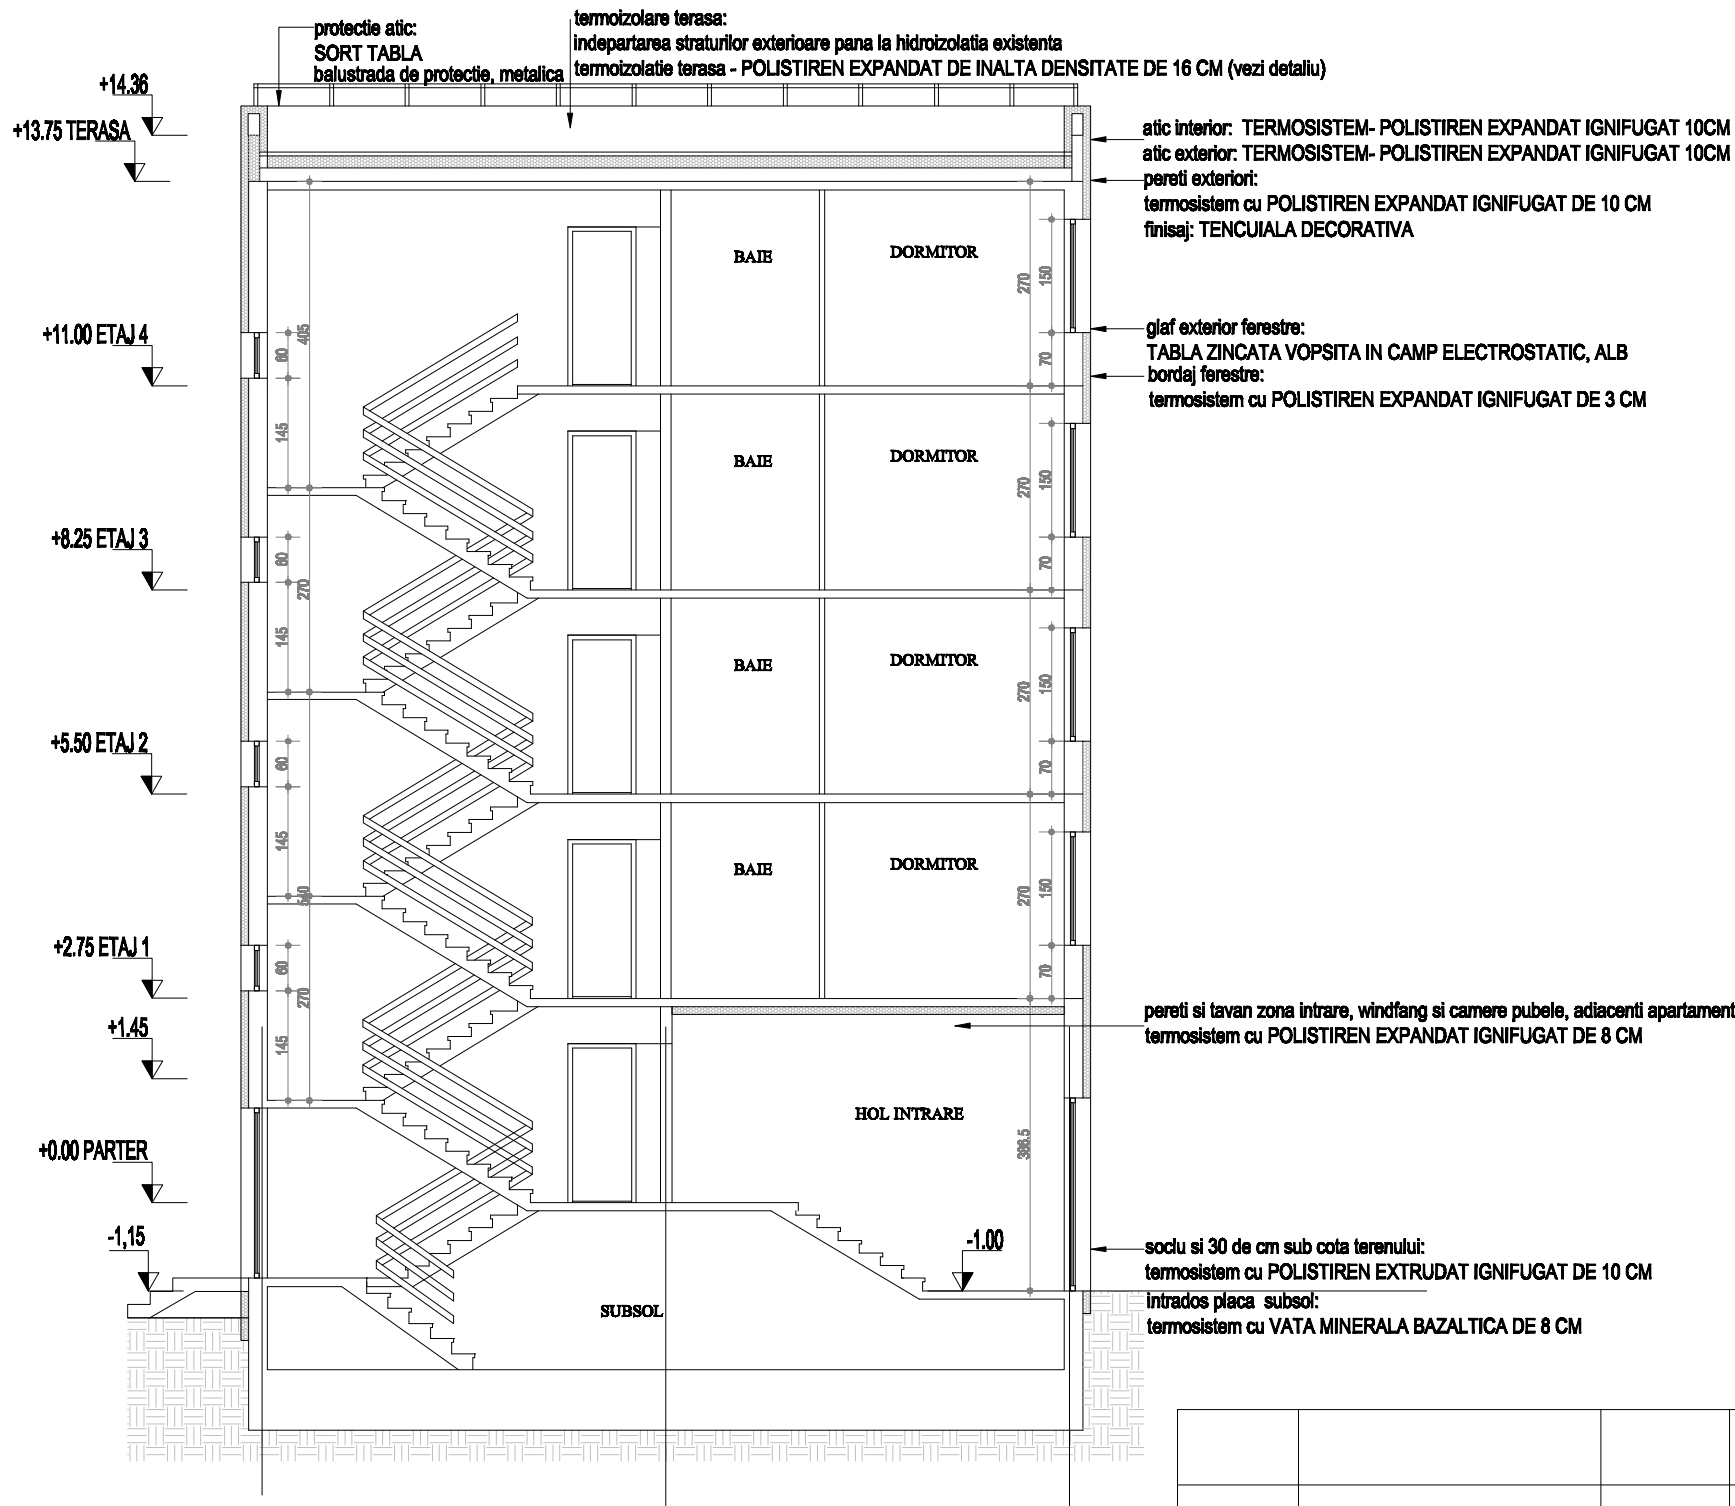 protectie atic:
SORT TABLA
balustrada de protectie, metalica
termoizolare terasa:
indepartarea straturilor exterioare pana la hidroizolatia existenta
termoizolatie terasa - POLISTIREN EXPANDAT DE INALTA DENSITATE DE 16 CM (vezi detaliu)
+14.36
+13.75 TERASA
atic interior: TERMOSISTEM- POLISTIREN EXPANDAT IGNIFUGAT 10CM
atic exterior: TERMOSISTEM- POLISTIREN EXPANDAT IGNIFUGAT 10CM
pereti exteriori:
termosistem cu POLISTIREN EXPANDAT IGNIFUGAT DE 10 CM
finisaj: TENCUIALA DECORATIVA
BAIE
DORMITOR
270
150
+11.00 ETAJ 4
60
405
70
glaf exterior ferestre:
TABLA ZINCATA VOPSITA IN CAMP ELECTROSTATIC, ALB
bordaj ferestre:
termosistem cu POLISTIREN EXPANDAT IGNIFUGAT DE 3 CM
145
BAIE
DORMITOR
270
150
+8.25 ETAJ 3
60
270
70
145
BAIE
DORMITOR
270
150
+5.50 ETAJ 2
60
70
145
540
BAIE
DORMITOR
270
150
+2.75 ETAJ 1
60
270
70
+1.45
145
pereti si tavan zona intrare, windfang si camere pubele, adiacenti apartament
termosistem cu POLISTIREN EXPANDAT IGNIFUGAT DE 8 CM
HOL INTRARE
386.5
+0.00 PARTER
-1,15
-1.00
soclu si 30 de cm sub cota terenului:
termosistem cu POLISTIREN EXTRUDAT IGNIFUGAT DE 10 CM
SUBSOL
intrados placa subsol:
termosistem cu VATA MINERALA BAZALTICA DE 8 CM